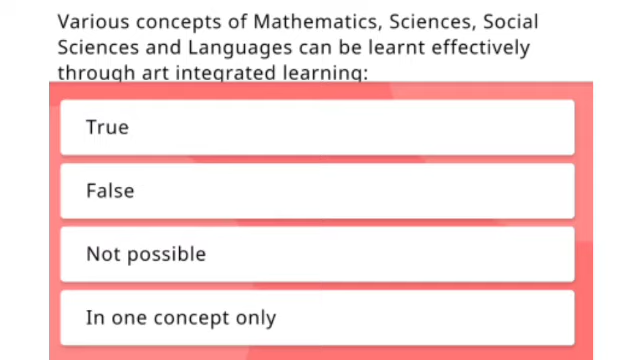 Various concepts of Mathematics, Sciences, Social
Sciences and Languages can be learnt effectively
through art integrated learning:
True
False
Not possible
In one concept only